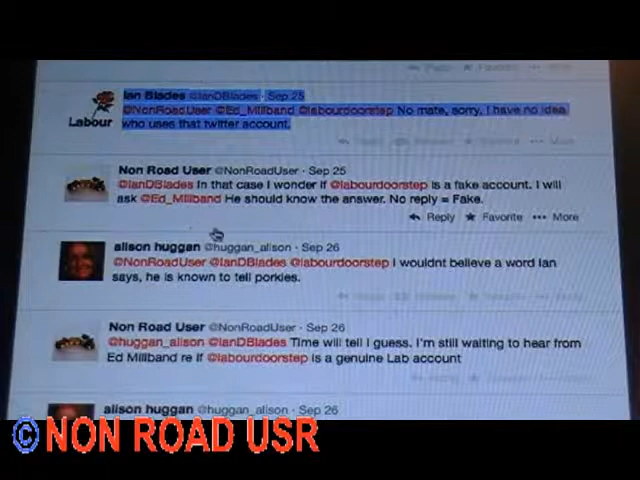 Ian Blades @IanDBlades · Sep 25
@NonRoadUser @Ed_Miliband @labourdoorstep No mate, sorry. I have no idea
who uses that twitter account.
Labour
Non Road User @NonRoadUser · Sep 25
@IanDBlades In that case I wonder if @labourdoorstep is a fake account. I will
ask @Ed_Miliband He should know the answer. No reply = Fake.
Reply Favorite More
alison huggan @huggan_alison · Sep 26
@NonRoadUser @IanDBlades @labourdoorstep I wouldnt believe a word Ian
says, he is known to tell porkies.
Non Road User @NonRoadUser · Sep 26
@huggan_alison @IanDBlades Time will tell I guess. I'm still waiting to hear from
Ed Miliband re if @labourdoorstep is a genuine Lab account
alison huggan @huggan_alison · Sep 26
© NON ROAD USR